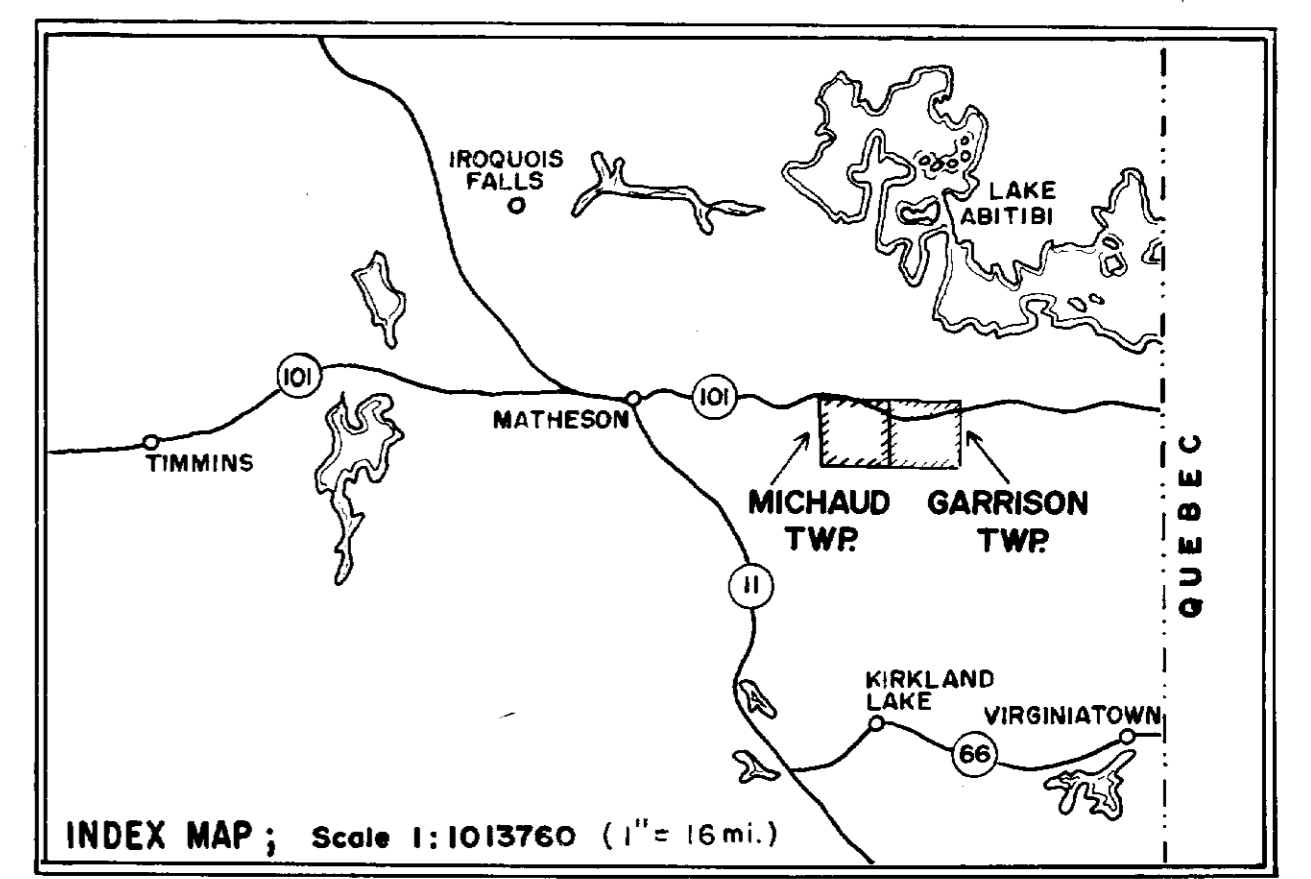 IROQUOIS
FALLS
LAKE
ABITIBI
101
101
MATHESON
TIMMINS
QUEBEC
MICHAUD
TWP.
GARRISON
TWP.
11
KIRKLAND
LAKE
VIRGINIATOWN
66
INDEX MAP ; Scale 1:1013760 (1"= 16 mi.)